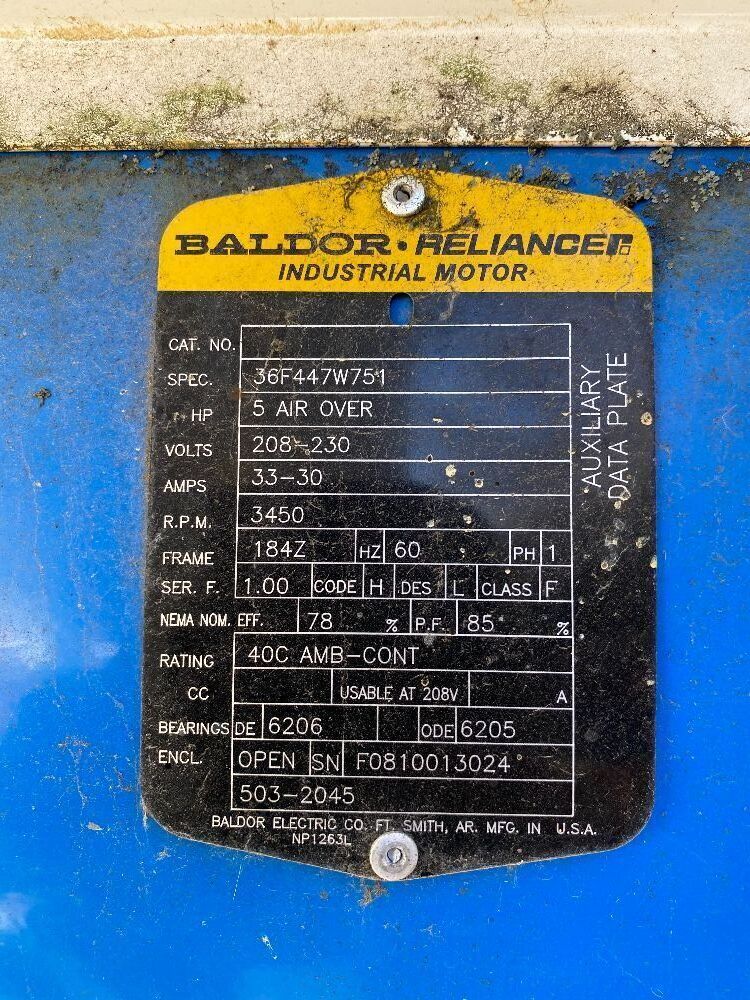 BALDOR • RELIANCE
INDUSTRIAL MOTOR
CAT. NO.
SPEC. 36F447W751
HP 5 AIR OVER
VOLTS 208-230
AMPS 33-30
R.P.M. 3450
FRAME 184Z HZ 60 PH 1
SER. F. 1.00 CODE H DES L CLASS F
NEMA NOM. EFF. 78 % P.F. 85 %
RATING 40C AMB-CONT
CC USABLE AT 208V A
BEARINGS DE 6206 ODE 6205
ENCL. OPEN SN F0810013024
503-2045
BALDOR ELECTRIC CO. FT. SMITH, AR. MFG. IN U.S.A.
NP1263L
AUXILIARY
DATA PLATE